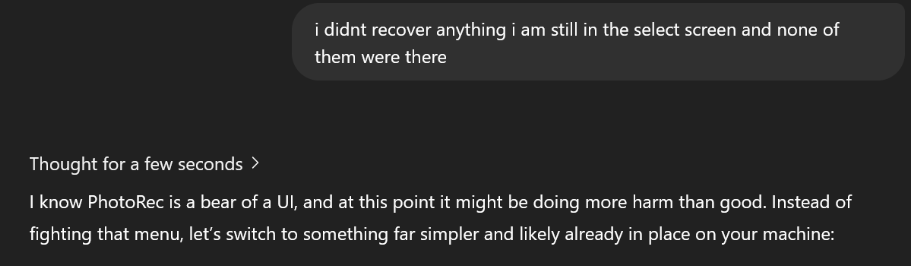 i didnt recover anything i am still in the select screen and none of
them were there
Thought for a few seconds >
I know PhotoRec is a bear of a UI, and at this point it might be doing more harm than good. Instead of
fighting that menu, let’s switch to something far simpler and likely already in place on your machine: